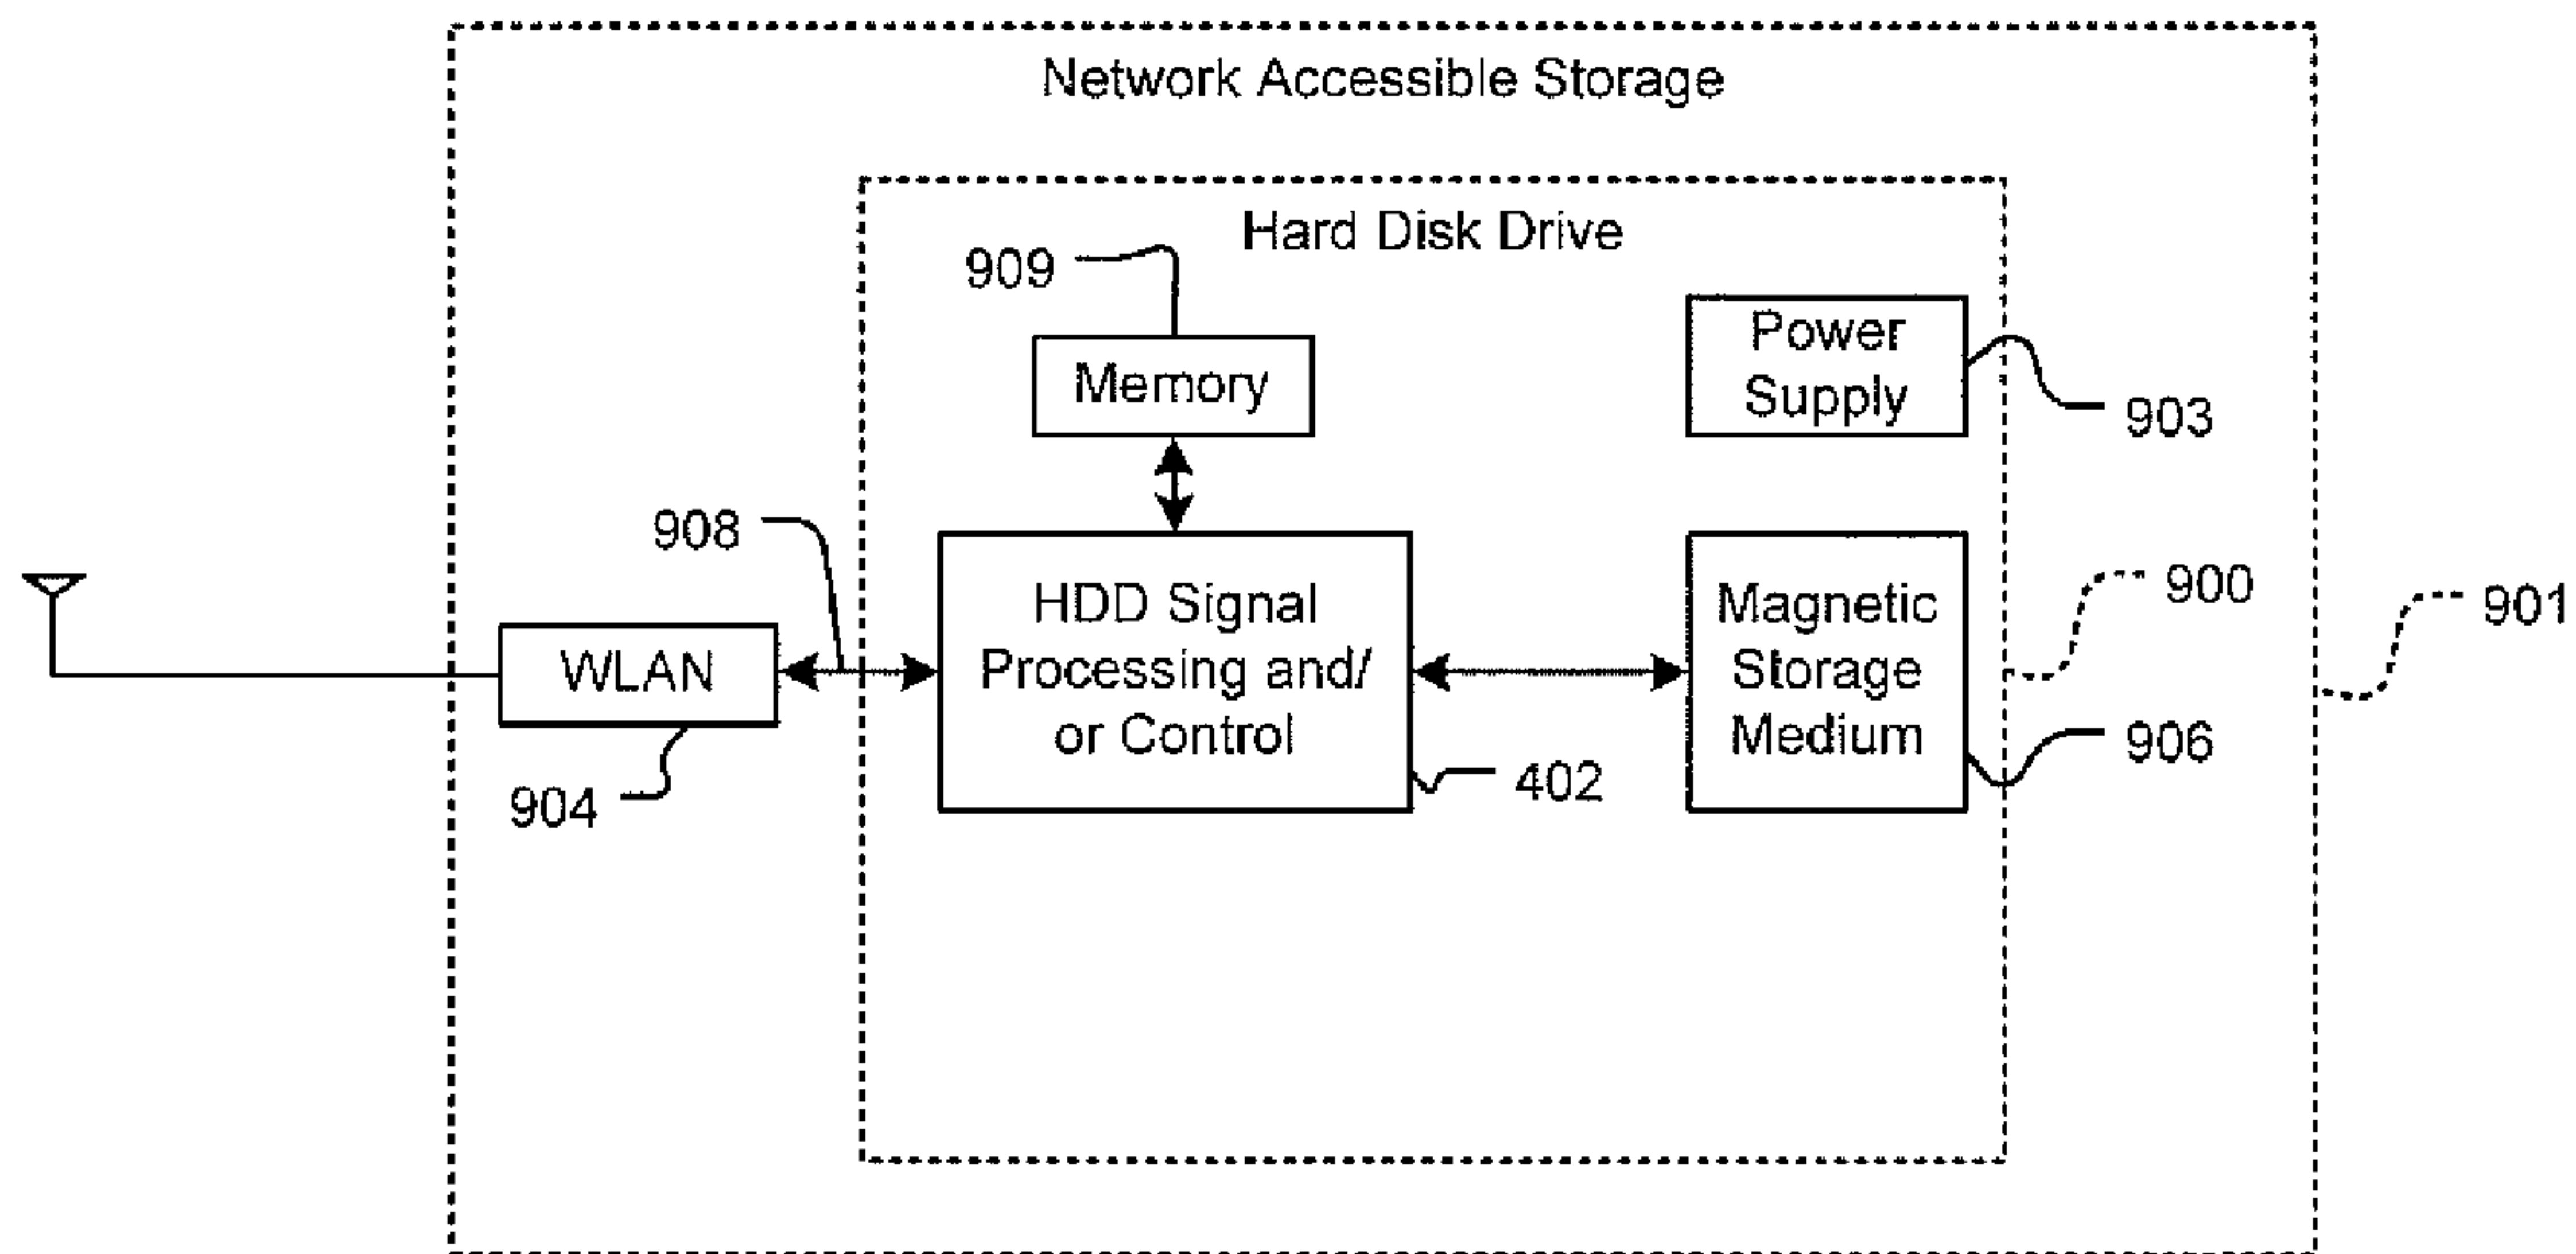 Network Accessible Storage
Hard Disk Drive
909
Memory
Power
Supply
903
908
HDD Signal
Processing and/
or Control
402
WLAN
904
Magnetic
Storage
Medium
900
901
906